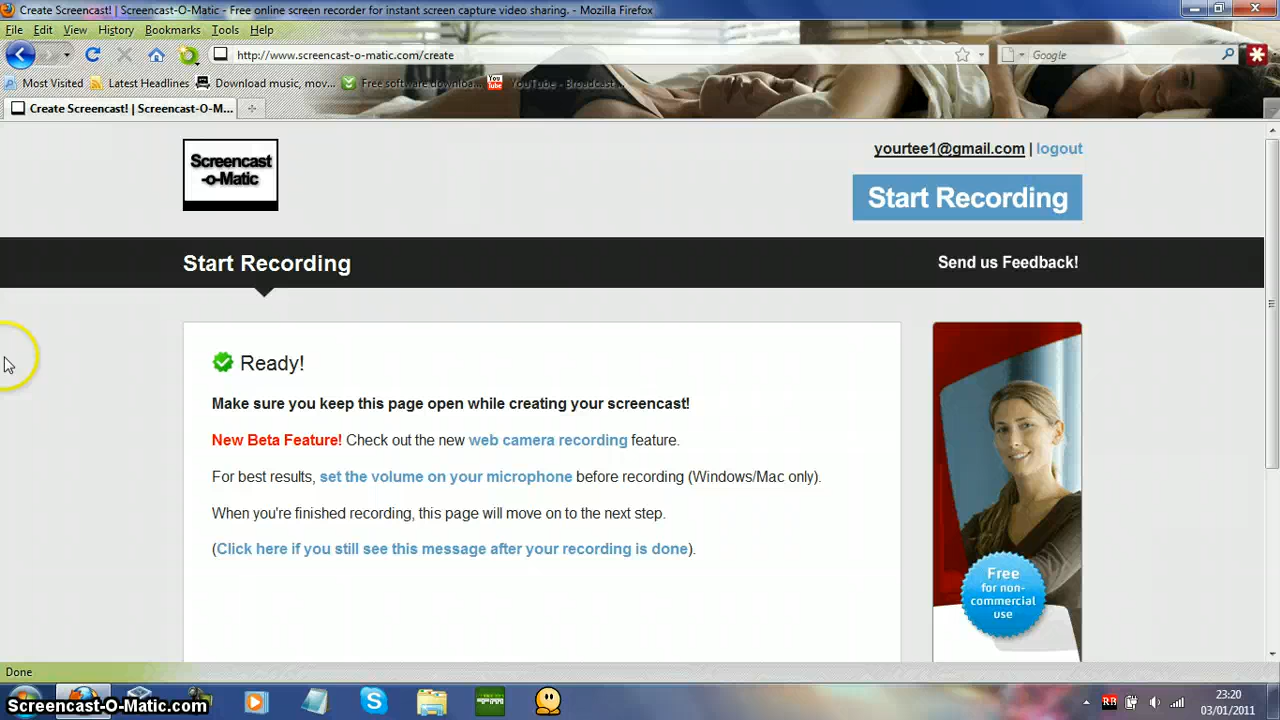 Create Screencast! | Screencast-O-Matic - Free online screen recorder for instant screen capture video sharing. - Mozilla Firefox
File Edit View History Bookmarks Tools Help
http://www.screencast-o-matic.com/create
Google
Most Visited Latest Headlines Download music, mov... Free software downloa... YouTube - Broadcast...
Create Screencast! | Screencast-O-M...
Screencast
-o-Matic
yourtee1@gmail.com | logout
Start Recording
Start Recording
Send us Feedback!
Ready!
Make sure you keep this page open while creating your screencast!
New Beta Feature! Check out the new web camera recording feature.
For best results, set the volume on your microphone before recording (Windows/Mac only).
When you're finished recording, this page will move on to the next step.
(Click here if you still see this message after your recording is done).
Free
for non-
commercial
use
Done
Screencast-O-Matic.com
23:20
03/01/2011